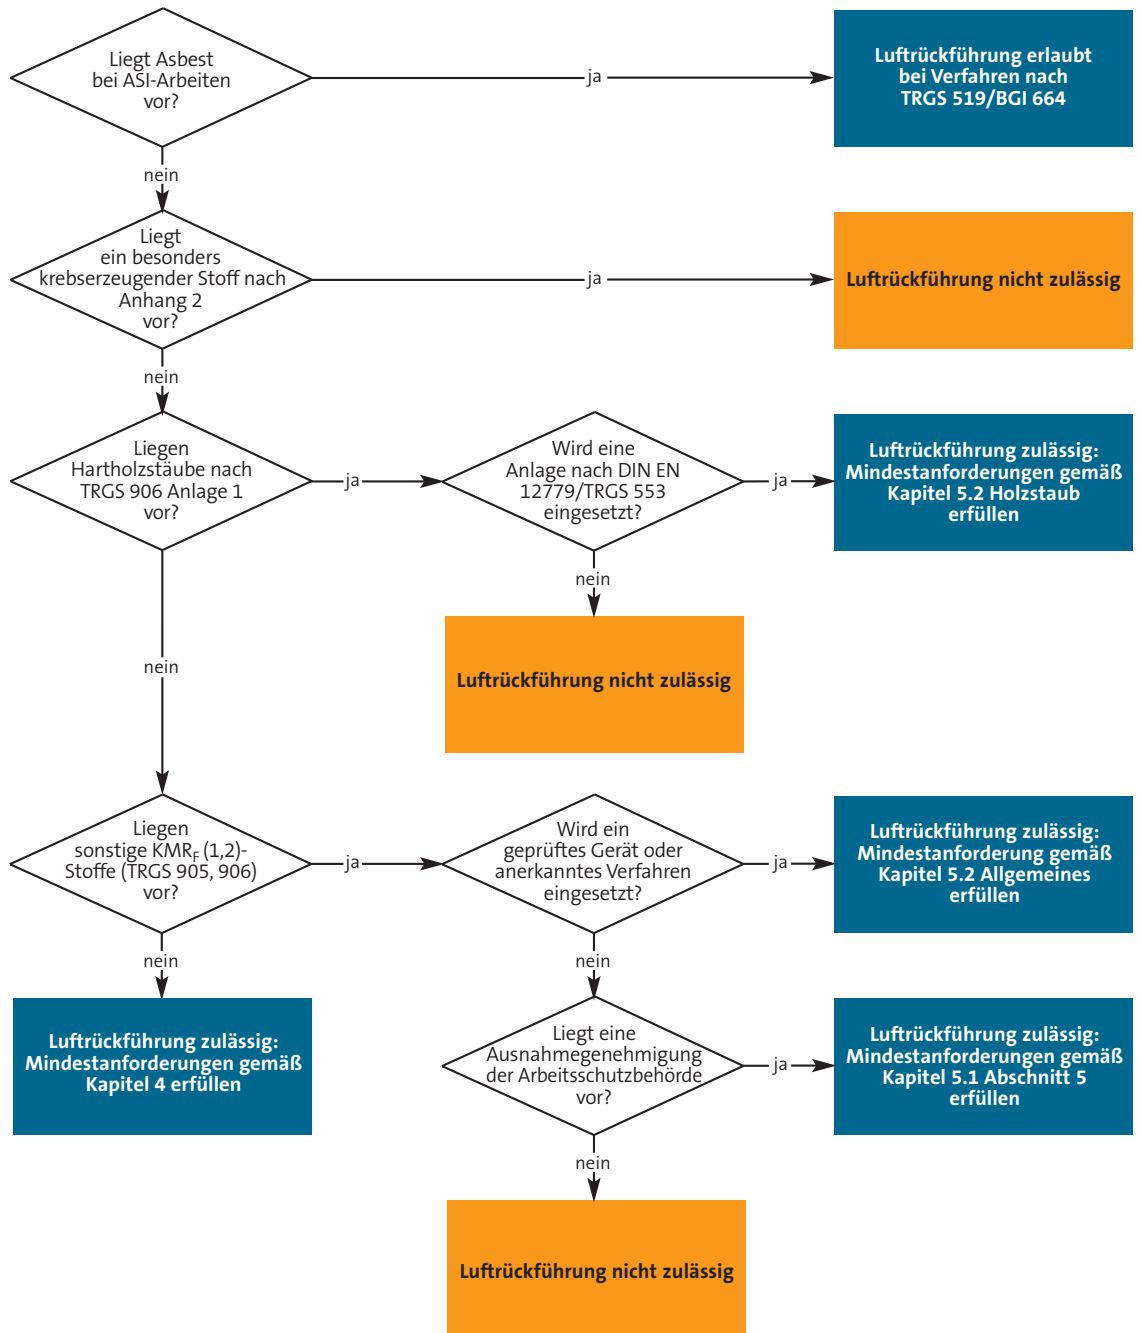 Liegt Asbest
bei ASI-Arbeiten
vor?
ja
Luftrückführung erlaubt
bei Verfahren nach
TRGS 519/BGI 664
nein
Liegt
ein besonders
krebserzeugender Stoff nach
Anhang 2
vor?
ja
Luftrückführung nicht zulässig
nein
Liegen
Hartholzstäube nach
TRGS 906 Anlage 1
vor?
ja
Wird eine
Anlage nach DIN EN
12779/TRGS 553
eingesetzt?
ja
Luftrückführung zulässig:
Mindestanforderungen gemäß
Kapitel 5.2 Holzstaub
erfüllen
nein
Luftrückführung nicht zulässig
nein
Liegen
sonstige KMRF (1,2)-
Stoffe (TRGS 905, 906)
vor?
ja
Wird ein
geprüftes Gerät oder
anerkanntes Verfahren
eingesetzt?
ja
Luftrückführung zulässig:
Mindestanforderung gemäß
Kapitel 5.2 Allgemeines
erfüllen
nein
Luftrückführung zulässig:
Mindestanforderungen gemäß
Kapitel 4 erfüllen
nein
Liegt eine
Ausnahmegenehmigung
der Arbeitsschutzbehörde
vor?
ja
Luftrückführung zulässig:
Mindestanforderungen gemäß
Kapitel 5.1 Abschnitt 5
erfüllen
nein
Luftrückführung nicht zulässig